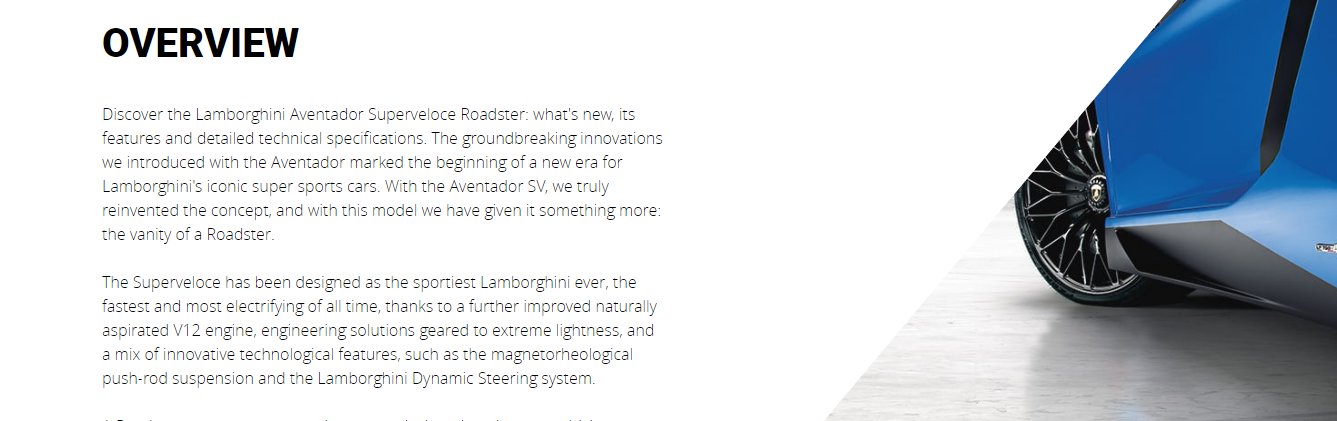 OVERVIEW
Discover the Lamborghini Aventador Superveloce Roadster: what's new, its
features and detailed technical specifications. The groundbreaking innovations
we introduced with the Aventador marked the beginning of a new era for
Lamborghini's iconic super sports cars. With the Aventador SV, we truly
reinvented the concept, and with this model we have given it something more:
the vanity of a Roadster.
The Superveloce has been designed as the sportiest Lamborghini ever, the
fastest and most electrifying of all time, thanks to a further improved naturally
aspirated V12 engine, engineering solutions geared to extreme lightness, and
a mix of innovative technological features, such as the magnetorheological
push-rod suspension and the Lamborghini Dynamic Steering system.